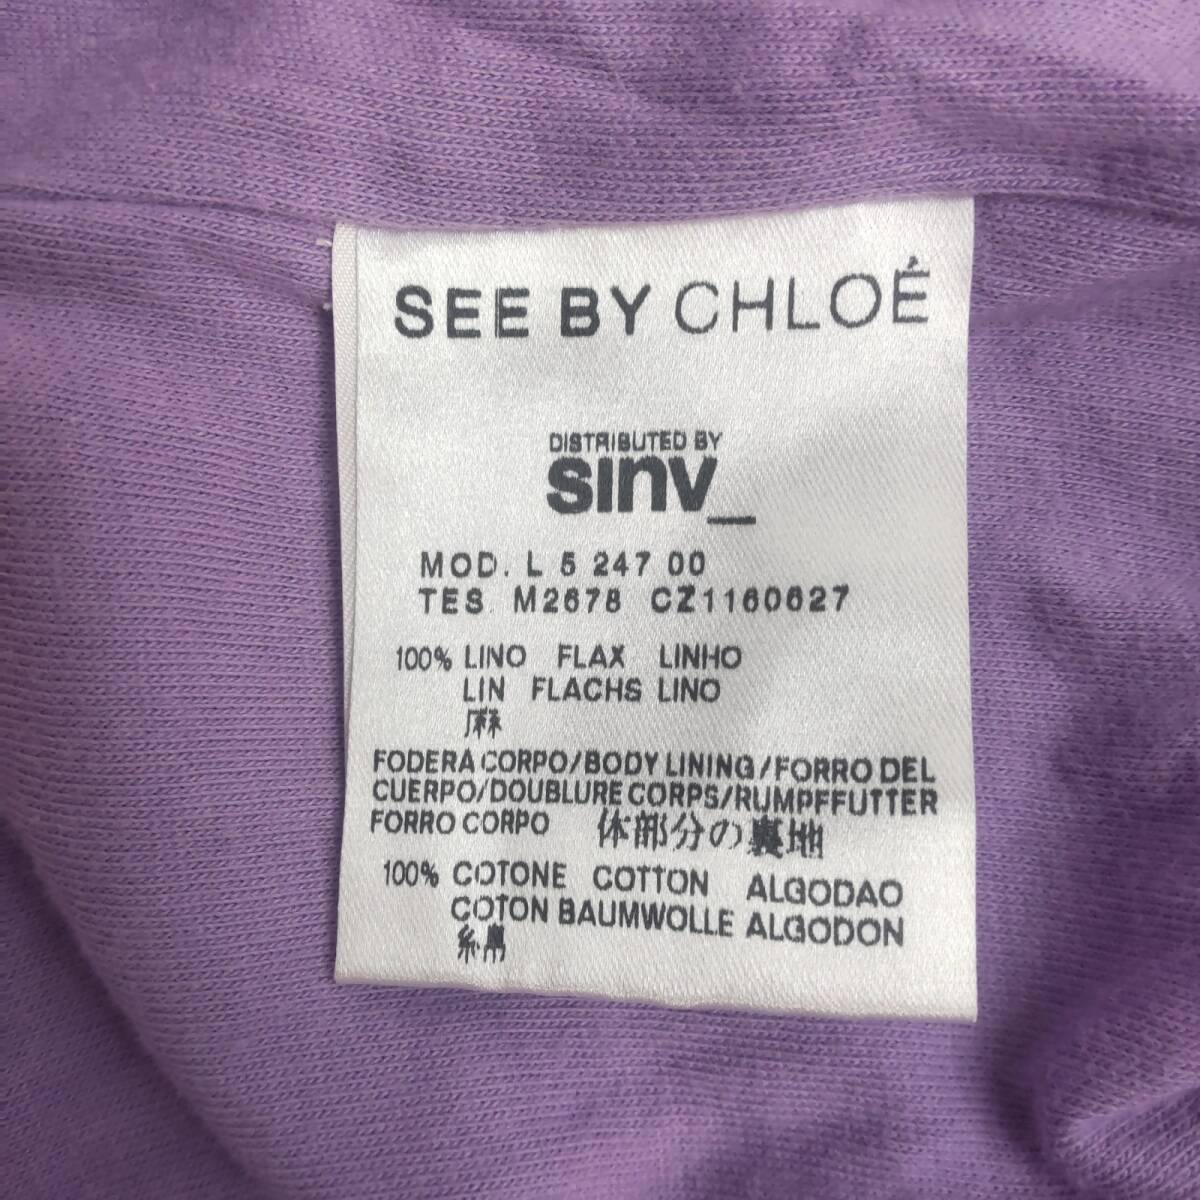 SEE BY CHLOÉ
DISTRIBUTED BY
sınv_
MOD. L 5 247 00
TES M2678 CZ1160627
100% LINO FLAX LINHO
LIN FLACHS LINO
麻
FODERA CORPO/BODY LINING/FORRO DEL
CUERPO/DOUBLURE CORPS/RUMPFFUTTER
FORRO CORPO 体部分の裏地
100% COTONE COTTON ALGODAO
COTON BAUMWOLLE ALGODON
綿